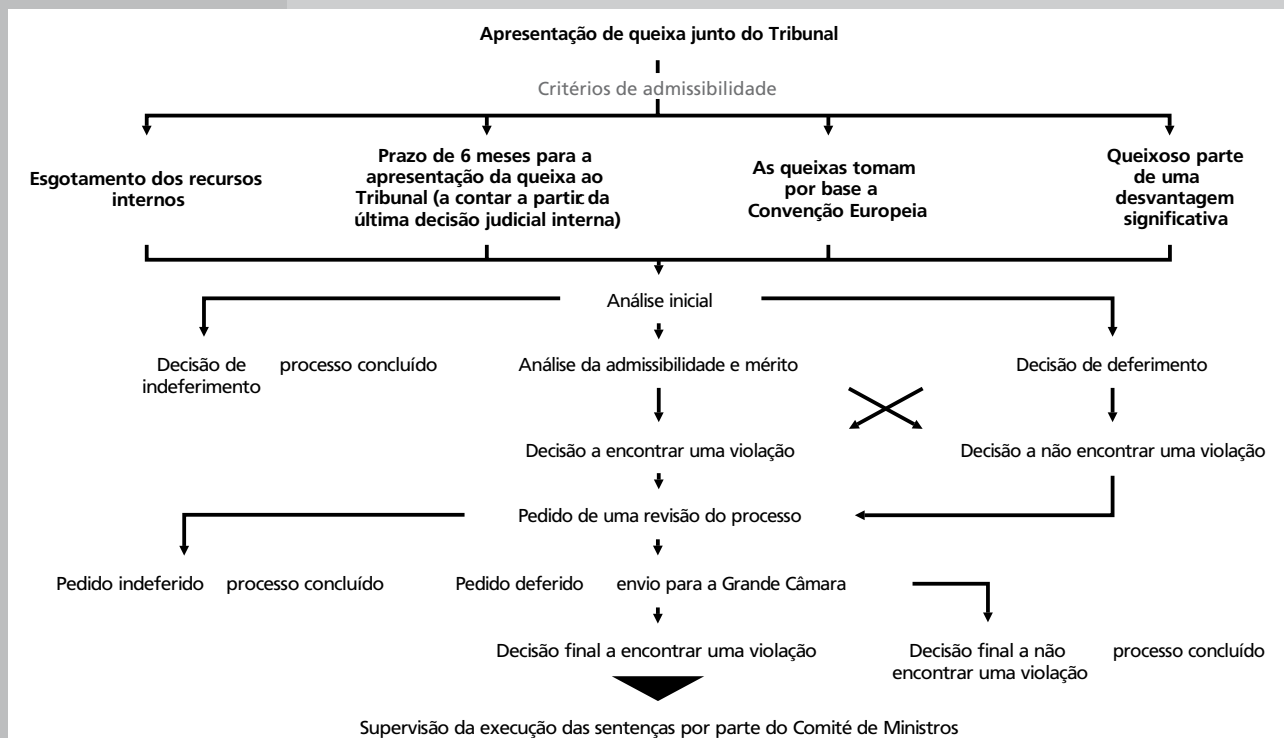 Apresentação de queixa junto do Tribunal
Critérios de admissibilidade
Esgotamento dos recursos
internos
Prazo de 6 meses para a
apresentação da queixa ao
Tribunal (a contar a partir da
última decisão judicial interna)
As queixas tomam
por base a
Convenção Europeia
Queixoso parte
de uma
desvantagem
significativa
Análise inicial
Decisão de
indeferimento
processo concluído
Análise da admissibilidade e mérito
Decisão de deferimento
Decisão a encontrar uma violação
Decisão a não encontrar uma violação
Pedido de uma revisão do processo
Pedido indeferido processo concluído
Pedido deferido envio para a Grande Câmara
Decisão final a encontrar uma violação
Decisão final a não
encontrar uma violação
processo concluído
Supervisão da execução das sentenças por parte do Comité de Ministros